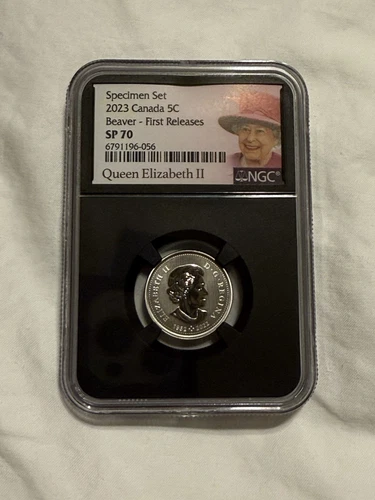 Specimen Set
2023 Canada 5C
Beaver - First Releases
SP 70
6791196-056
Queen Elizabeth II
NGC
ELIZABETH II D·G·REGINA
1952 2022